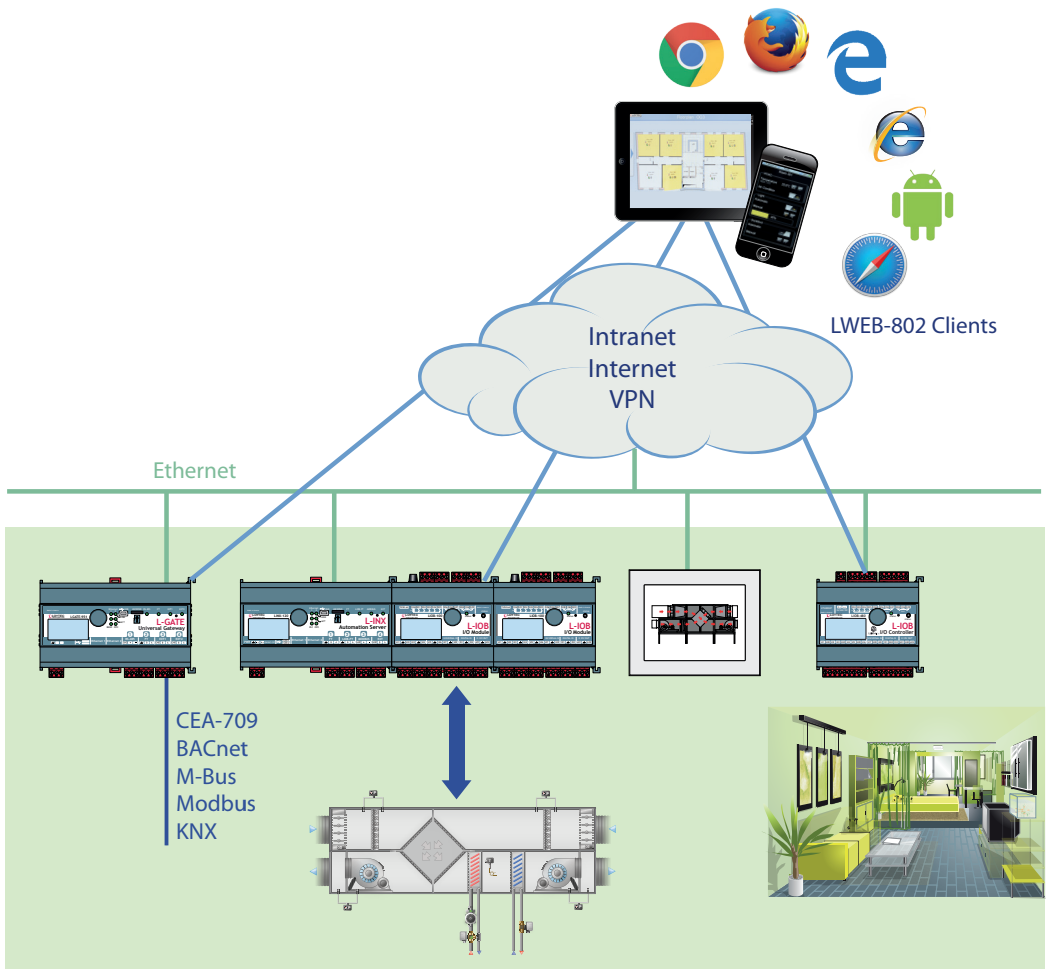 LWEB-802 Clients
Intranet
Internet
VPN
Ethernet
L-GATE
Universal Gateway
L-INX
Automation Server
L-IOB
I/O Module
L-IOB
I/O Module
L-IOB
I/O Controller
CEA-709
BACnet
M-Bus
Modbus
KNX